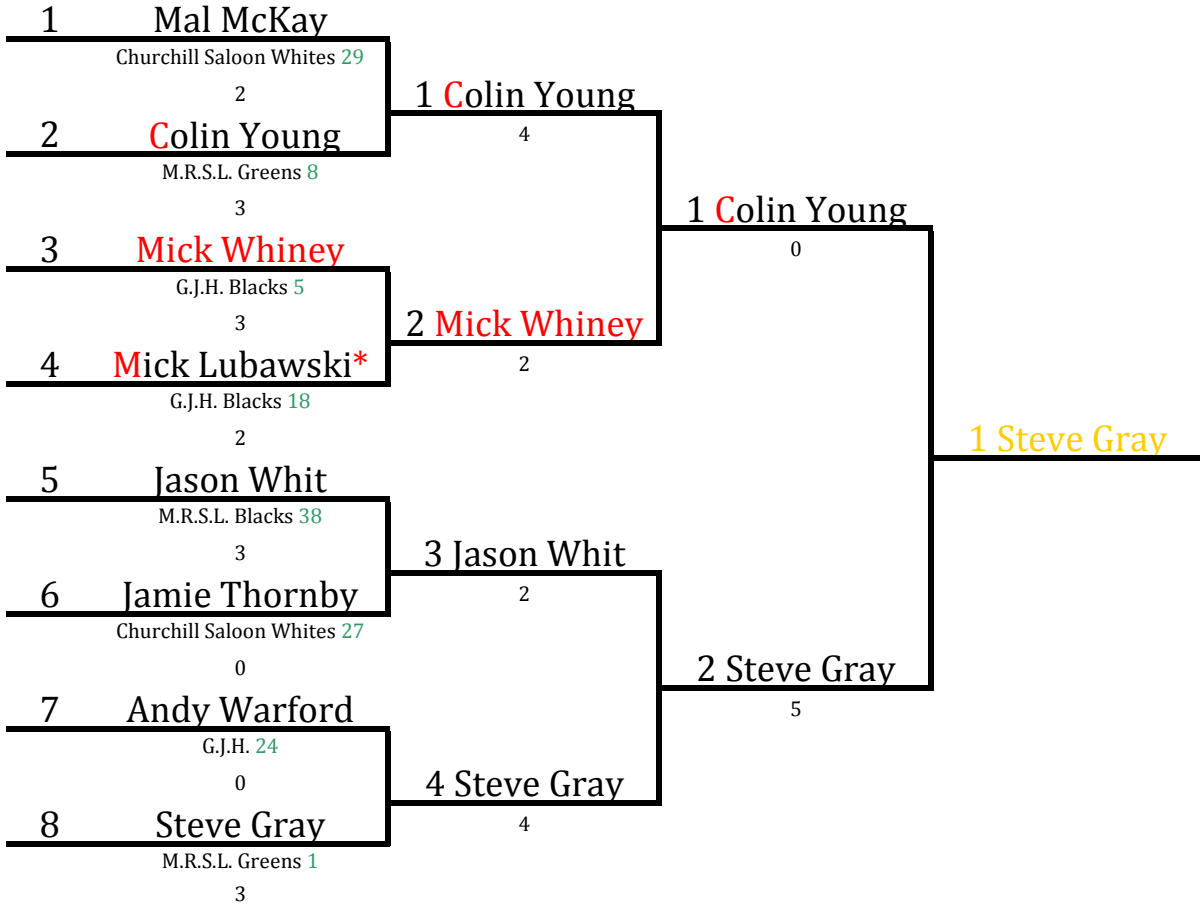 1 Mal McKay
Churchill Saloon Whites 29
2
1 Colin Young
4
2 Colin Young
M.R.S.L. Greens 8
3
1 Colin Young
0
3 Mick Whiney
G.J.H. Blacks 5
3
2 Mick Whiney
2
4 Mick Lubawski*
G.J.H. Blacks 18
2
1 Steve Gray
5 Jason Whit
M.R.S.L. Blacks 38
3
3 Jason Whit
2
6 Jamie Thornby
Churchill Saloon Whites 27
0
2 Steve Gray
5
7 Andy Warford
G.J.H. 24
0
4 Steve Gray
4
8 Steve Gray
M.R.S.L. Greens 1
3